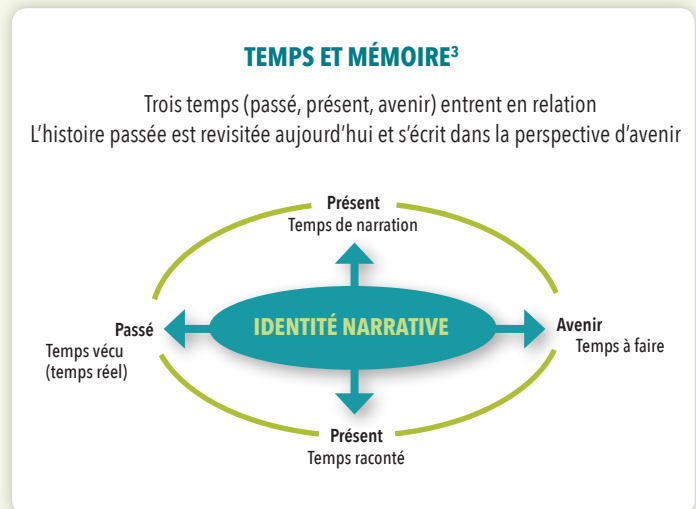 TEMPS ET MÉMOIRE³
Trois temps (passé, présent, avenir) entrent en relation
L'histoire passée est revisitée aujourd'hui et s'écrit dans la perspective d'avenir
Présent
Temps de narration
Passé
Temps vécu
(temps réel)
IDENTITÉ NARRATIVE
Avenir
Temps à faire
Présent
Temps raconté